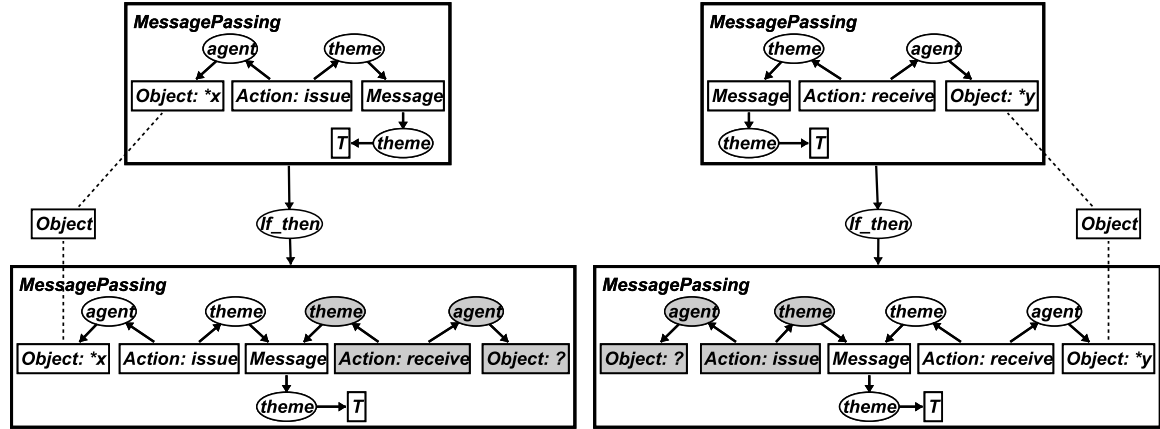 MessagePassing
agent theme
Object: *x Action: issue Message
T theme
Object
If_then
MessagePassing
agent theme theme agent
Object: *x Action: issue Message Action: receive Object: ?
theme T
MessagePassing
theme agent
Message Action: receive Object: *y
theme T
If_then
Object
MessagePassing
agent theme theme agent
Object: ? Action: issue Message Action: receive Object: *y
theme T